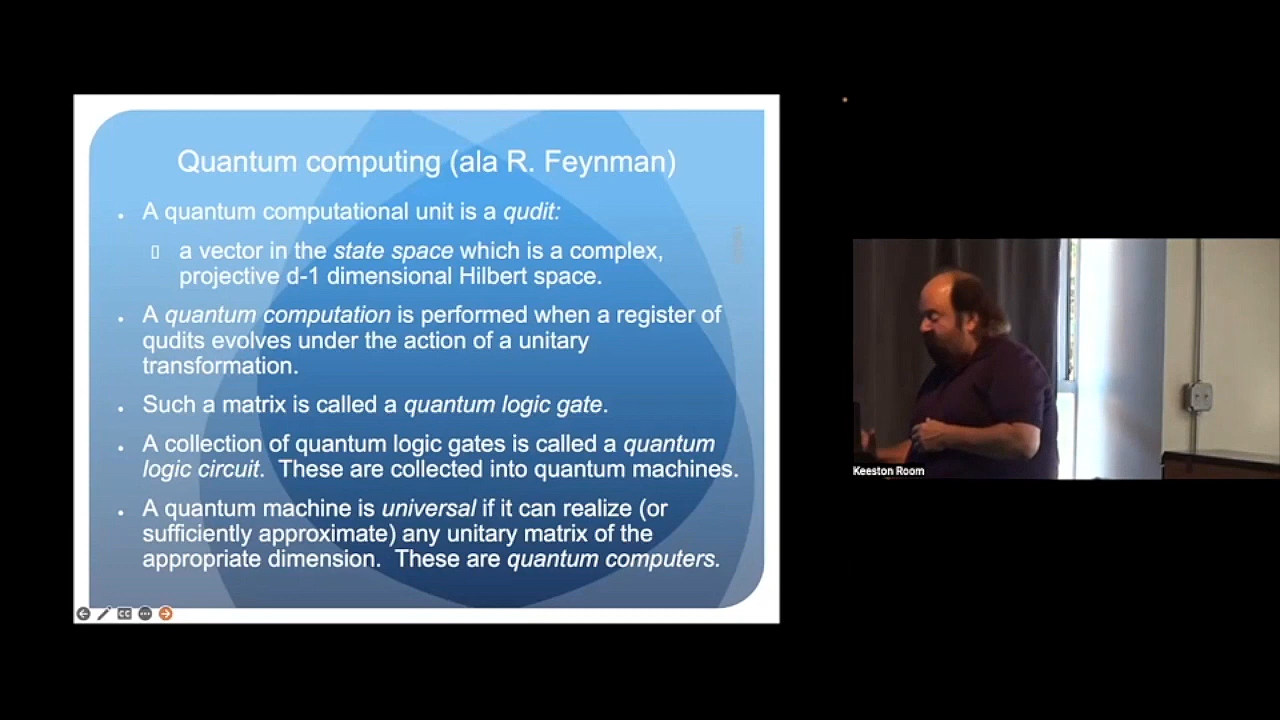 Quantum computing (ala R. Feynman)
• A quantum computational unit is a qudit:
▯ a vector in the state space which is a complex,
projective d-1 dimensional Hilbert space.
• A quantum computation is performed when a register of
qudits evolves under the action of a unitary
transformation.
• Such a matrix is called a quantum logic gate.
• A collection of quantum logic gates is called a quantum
logic circuit. These are collected into quantum machines.
• A quantum machine is universal if it can realize (or
sufficiently approximate) any unitary matrix of the
appropriate dimension. These are quantum computers.
CC
Keeston Room